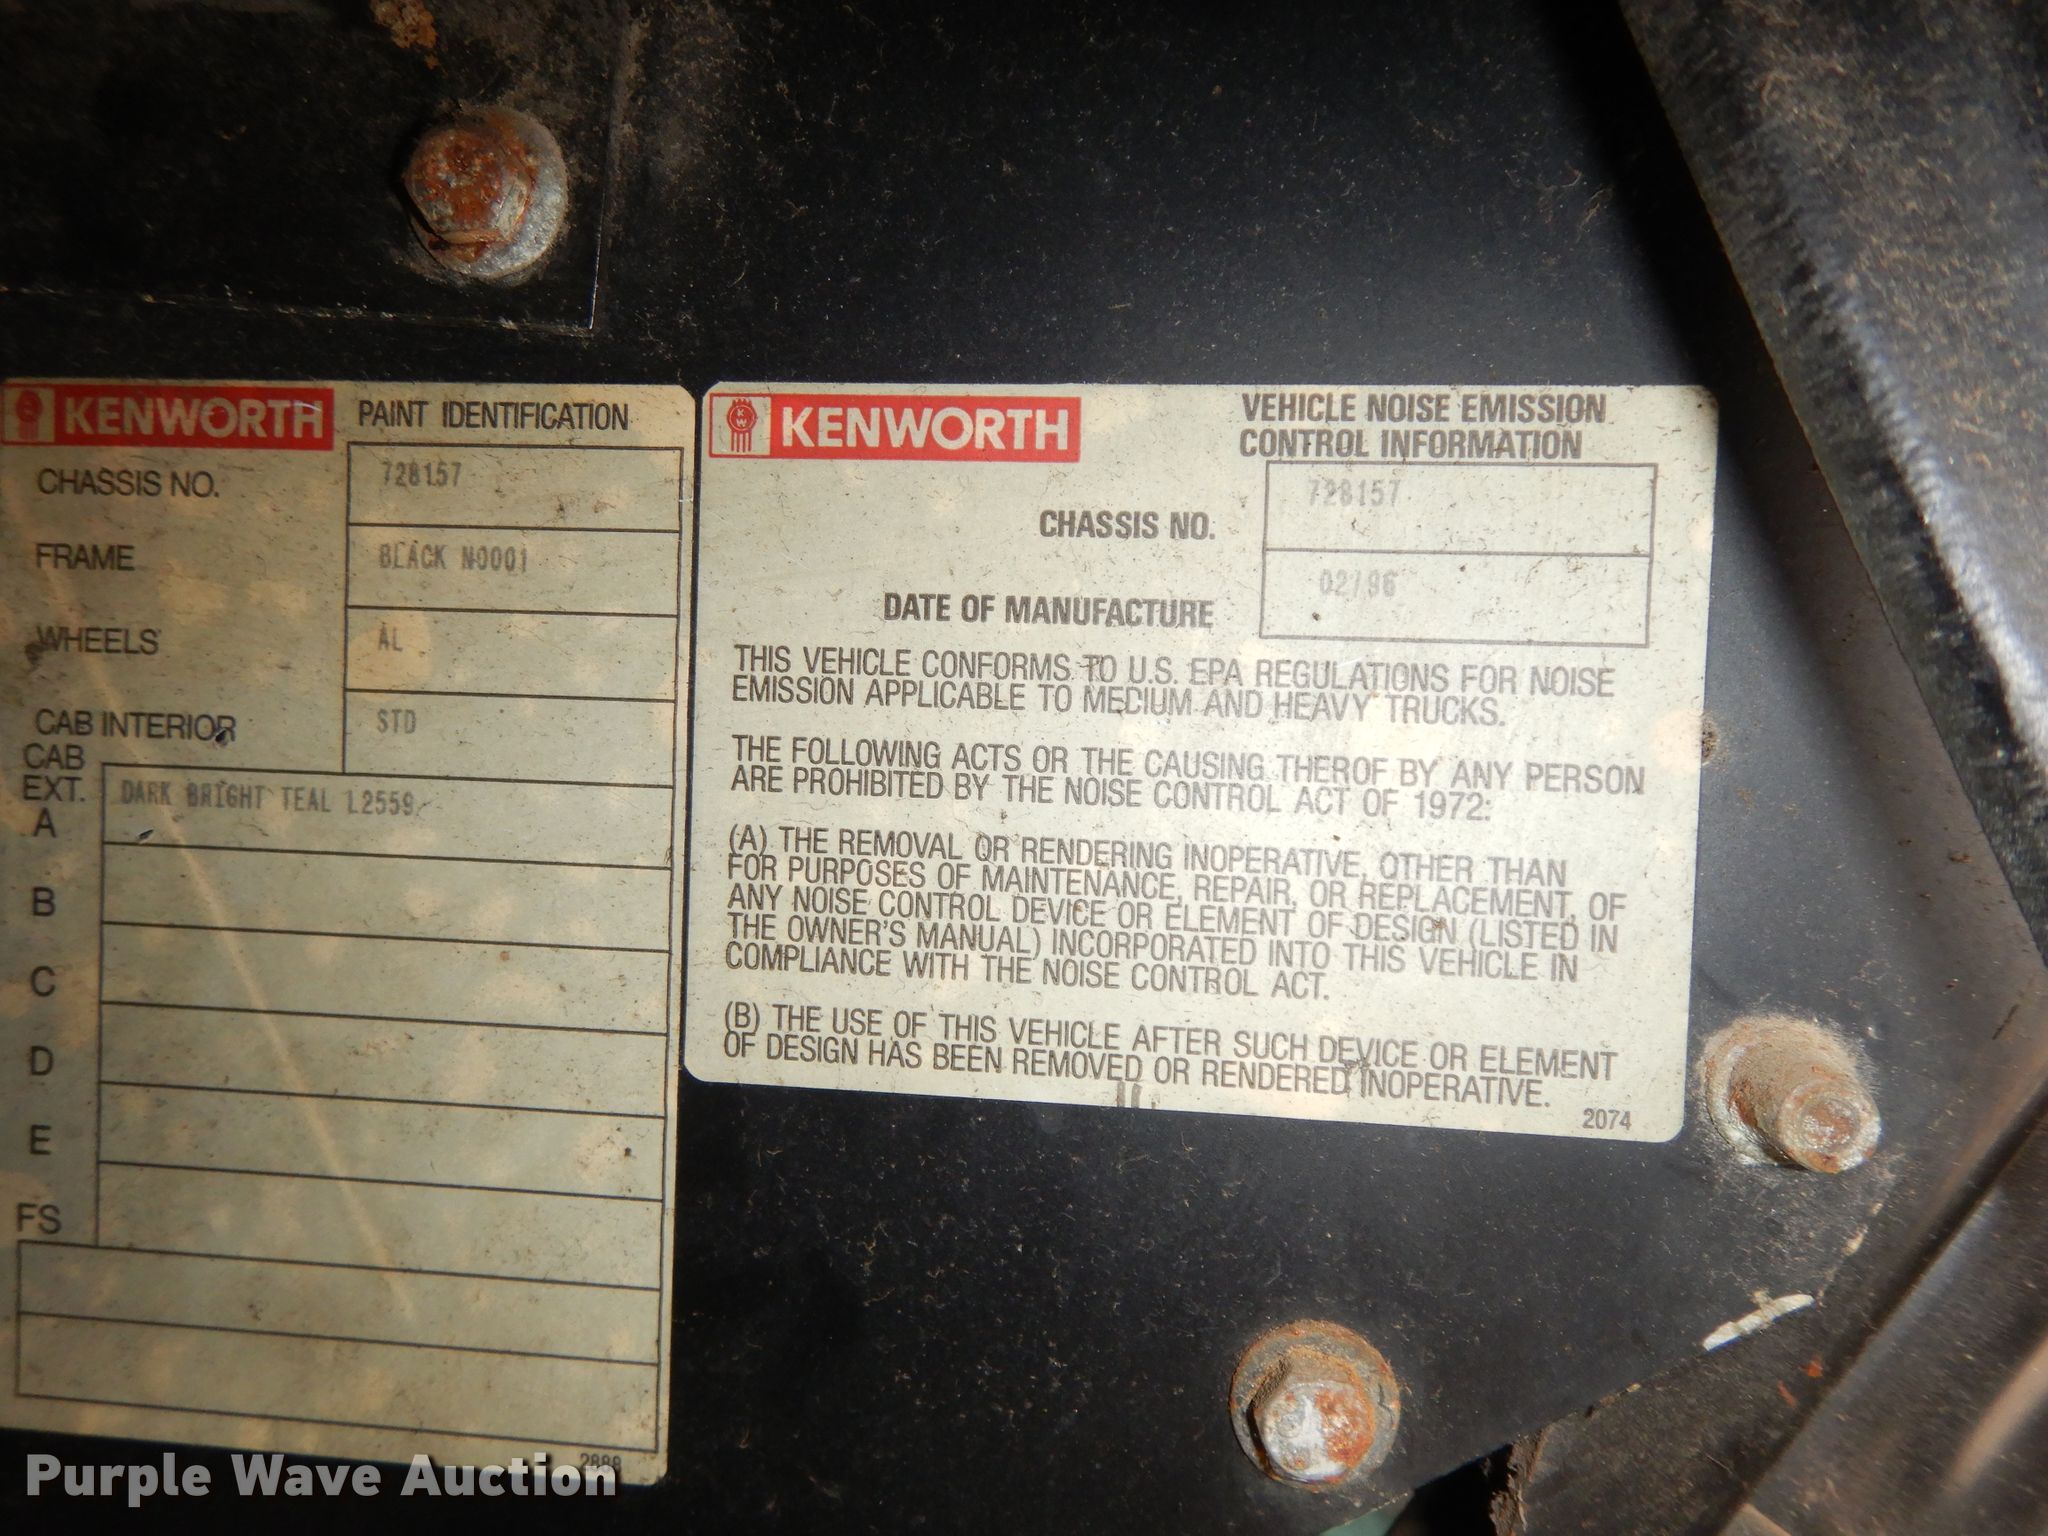 KENWORTH PAINT IDENTIFICATION
CHASSIS NO. 728157
FRAME BLACK N0001
WHEELS AL
CAB INTERIOR STD
CAB
EXT.
A DARK BRIGHT TEAL L2559
B
C
D
E
FS
2888
KENWORTH VEHICLE NOISE EMISSION
CONTROL INFORMATION
CHASSIS NO. 728157
DATE OF MANUFACTURE 02/96
THIS VEHICLE CONFORMS TO U.S. EPA REGULATIONS FOR NOISE
EMISSION APPLICABLE TO MEDIUM AND HEAVY TRUCKS.
THE FOLLOWING ACTS OR THE CAUSING THEROF BY ANY PERSON
ARE PROHIBITED BY THE NOISE CONTROL ACT OF 1972:
(A) THE REMOVAL OR RENDERING INOPERATIVE, OTHER THAN
FOR PURPOSES OF MAINTENANCE, REPAIR, OR REPLACEMENT, OF
ANY NOISE CONTROL DEVICE OR ELEMENT OF DESIGN (LISTED IN
THE OWNER'S MANUAL) INCORPORATED INTO THIS VEHICLE IN
COMPLIANCE WITH THE NOISE CONTROL ACT.
(B) THE USE OF THIS VEHICLE AFTER SUCH DEVICE OR ELEMENT
OF DESIGN HAS BEEN REMOVED OR RENDERED INOPERATIVE.
2074
Purple Wave Auction